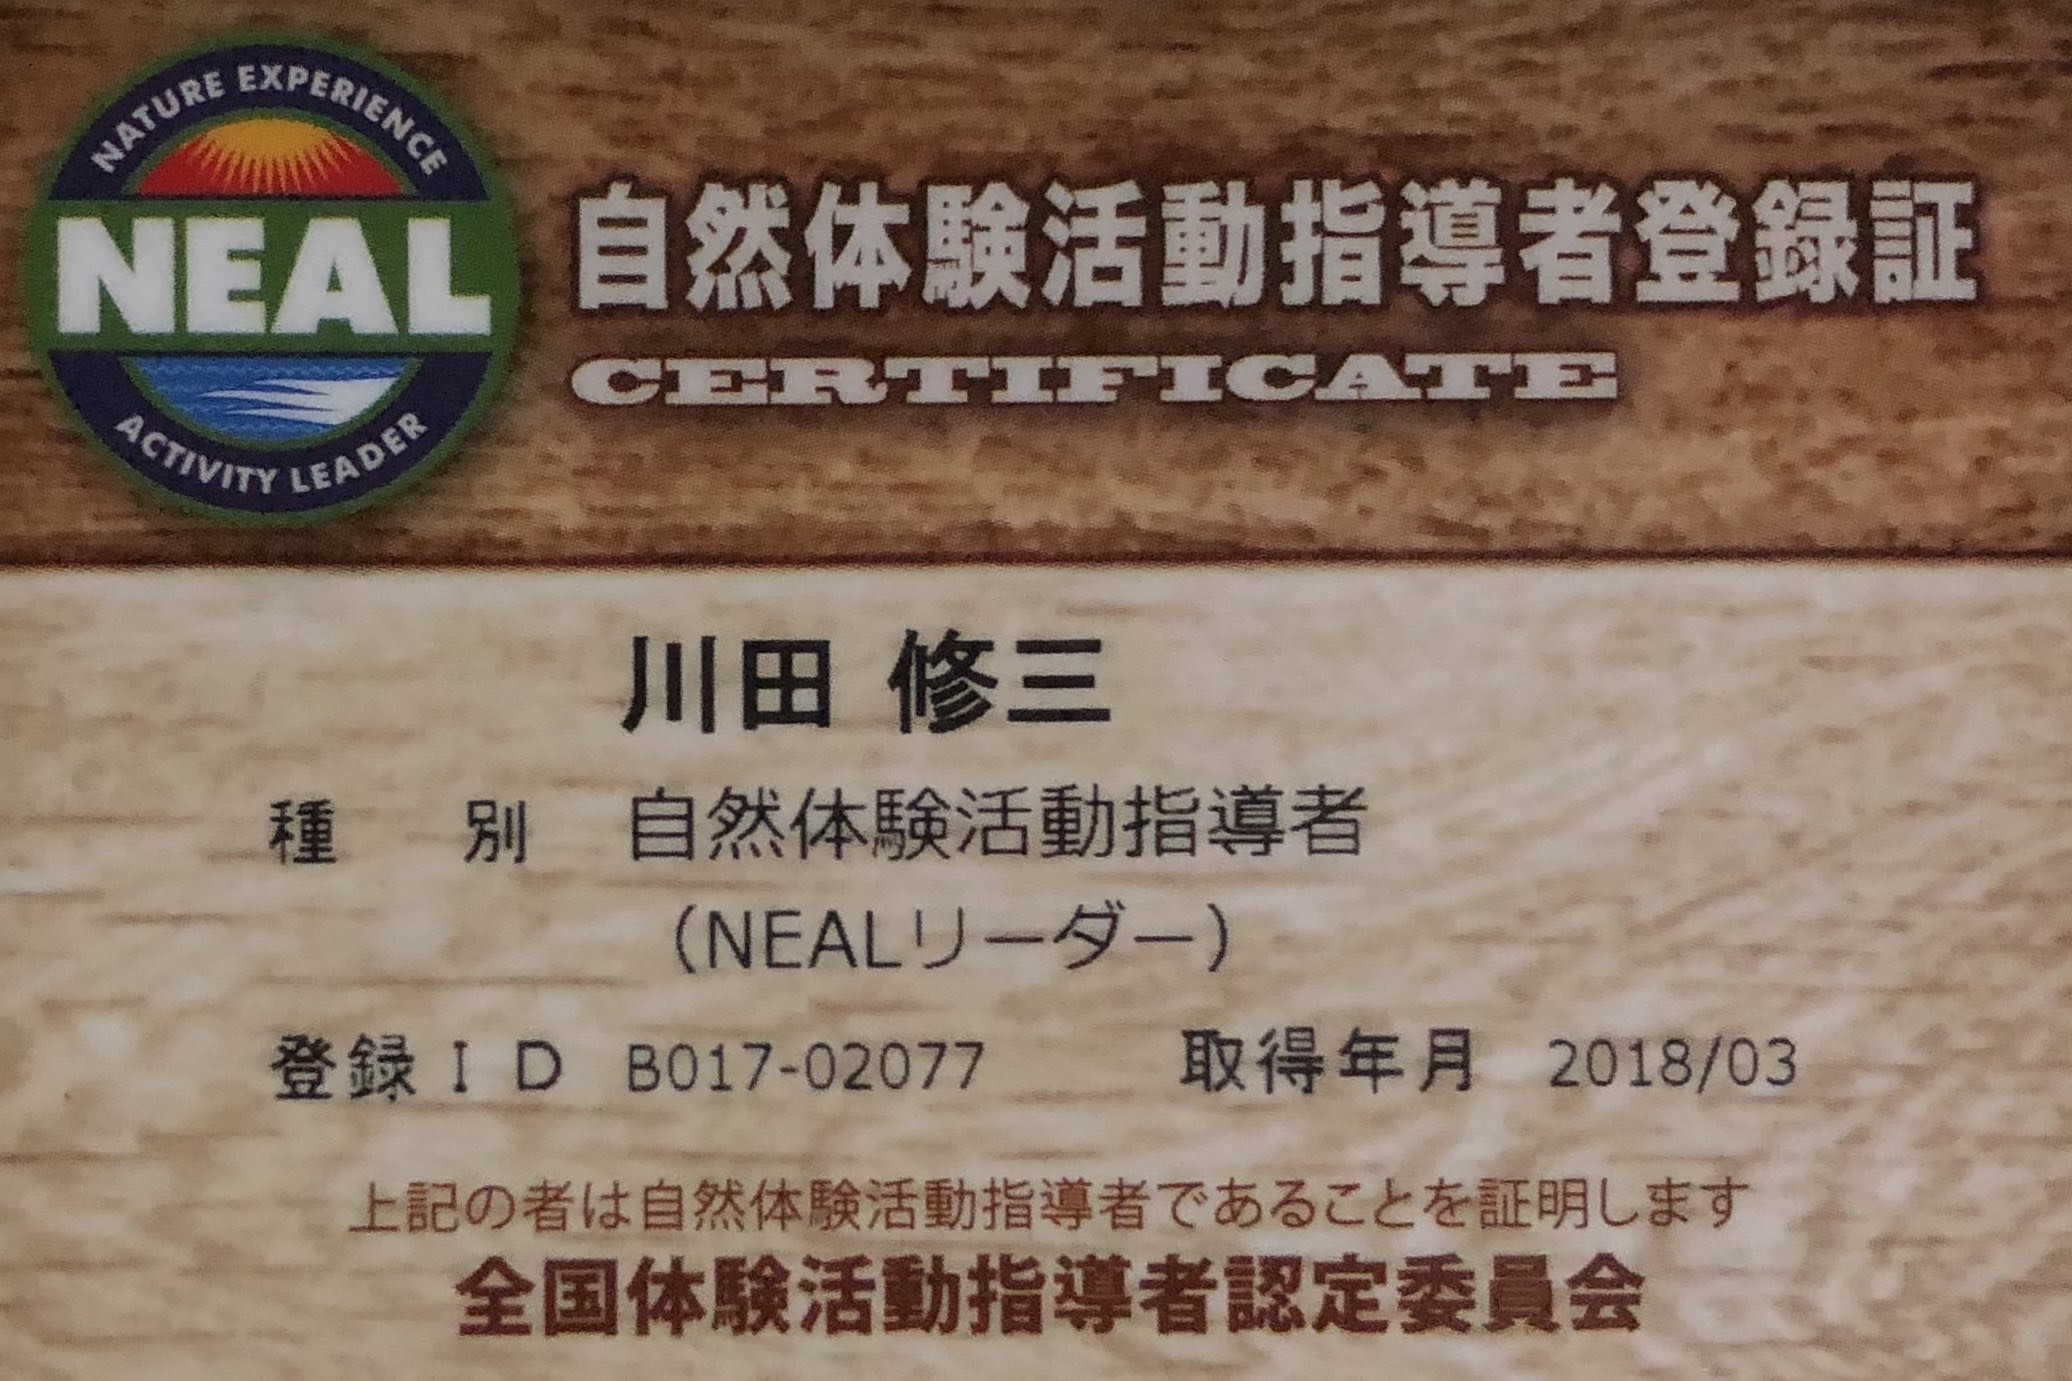 NATURE EXPERIENCE
NEAL
ACTIVITY LEADER
自然体験活動指導者登録証
CERTIFICATE
川田 修三
種 別 自然体験活動指導者
（NEALリーダー）
登録ＩＤ B017-02077 取得年月 2018/03
上記の者は自然体験活動指導者であることを証明します
全国体験活動指導者認定委員会